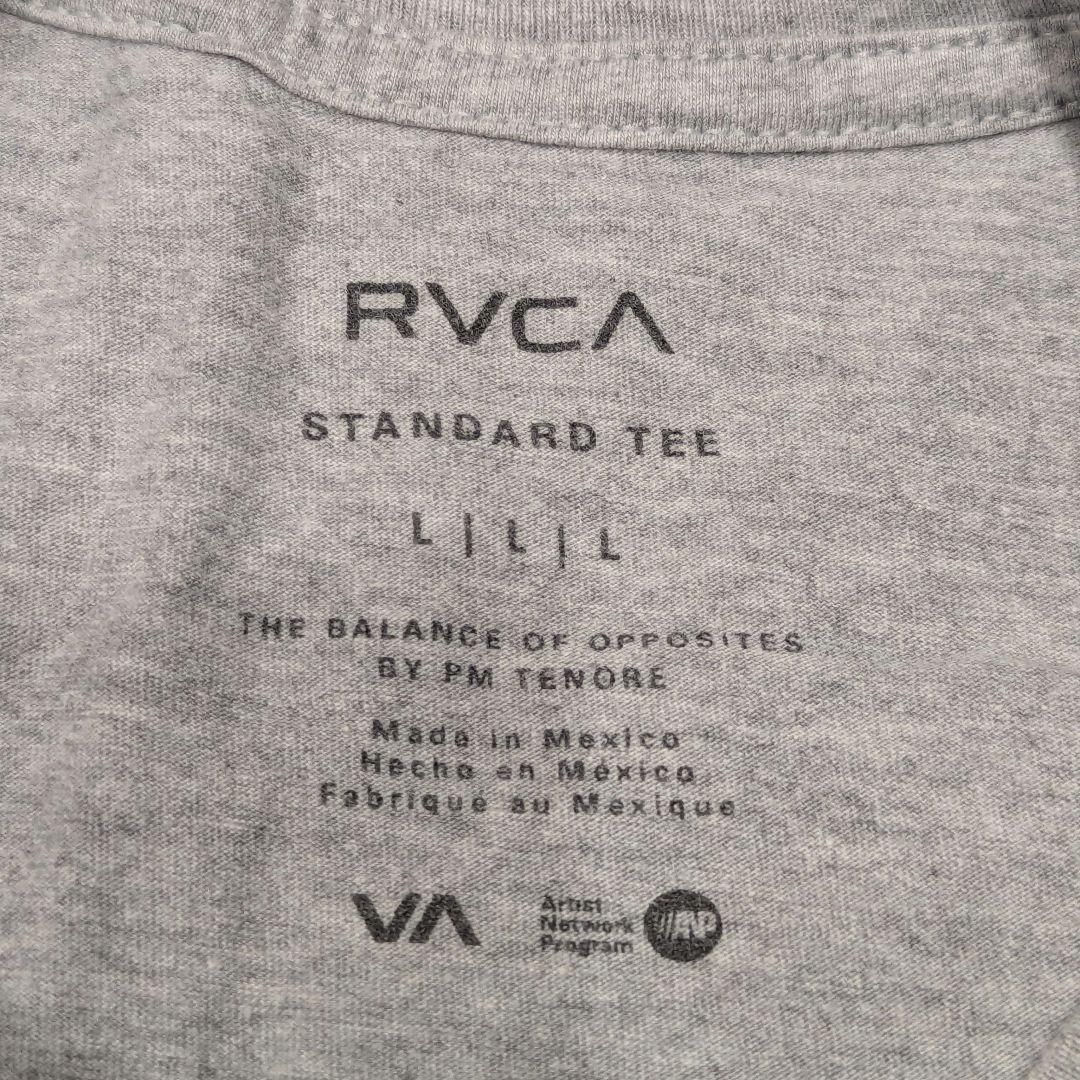 RVCA
STANDARD TEE
L | L | L
THE BALANCE OF OPPOSITES
BY PM TENORE
Made in Mexico
Hecho en México
Fabriqué au Mexique
VA
Artist
Network
Program
ANP